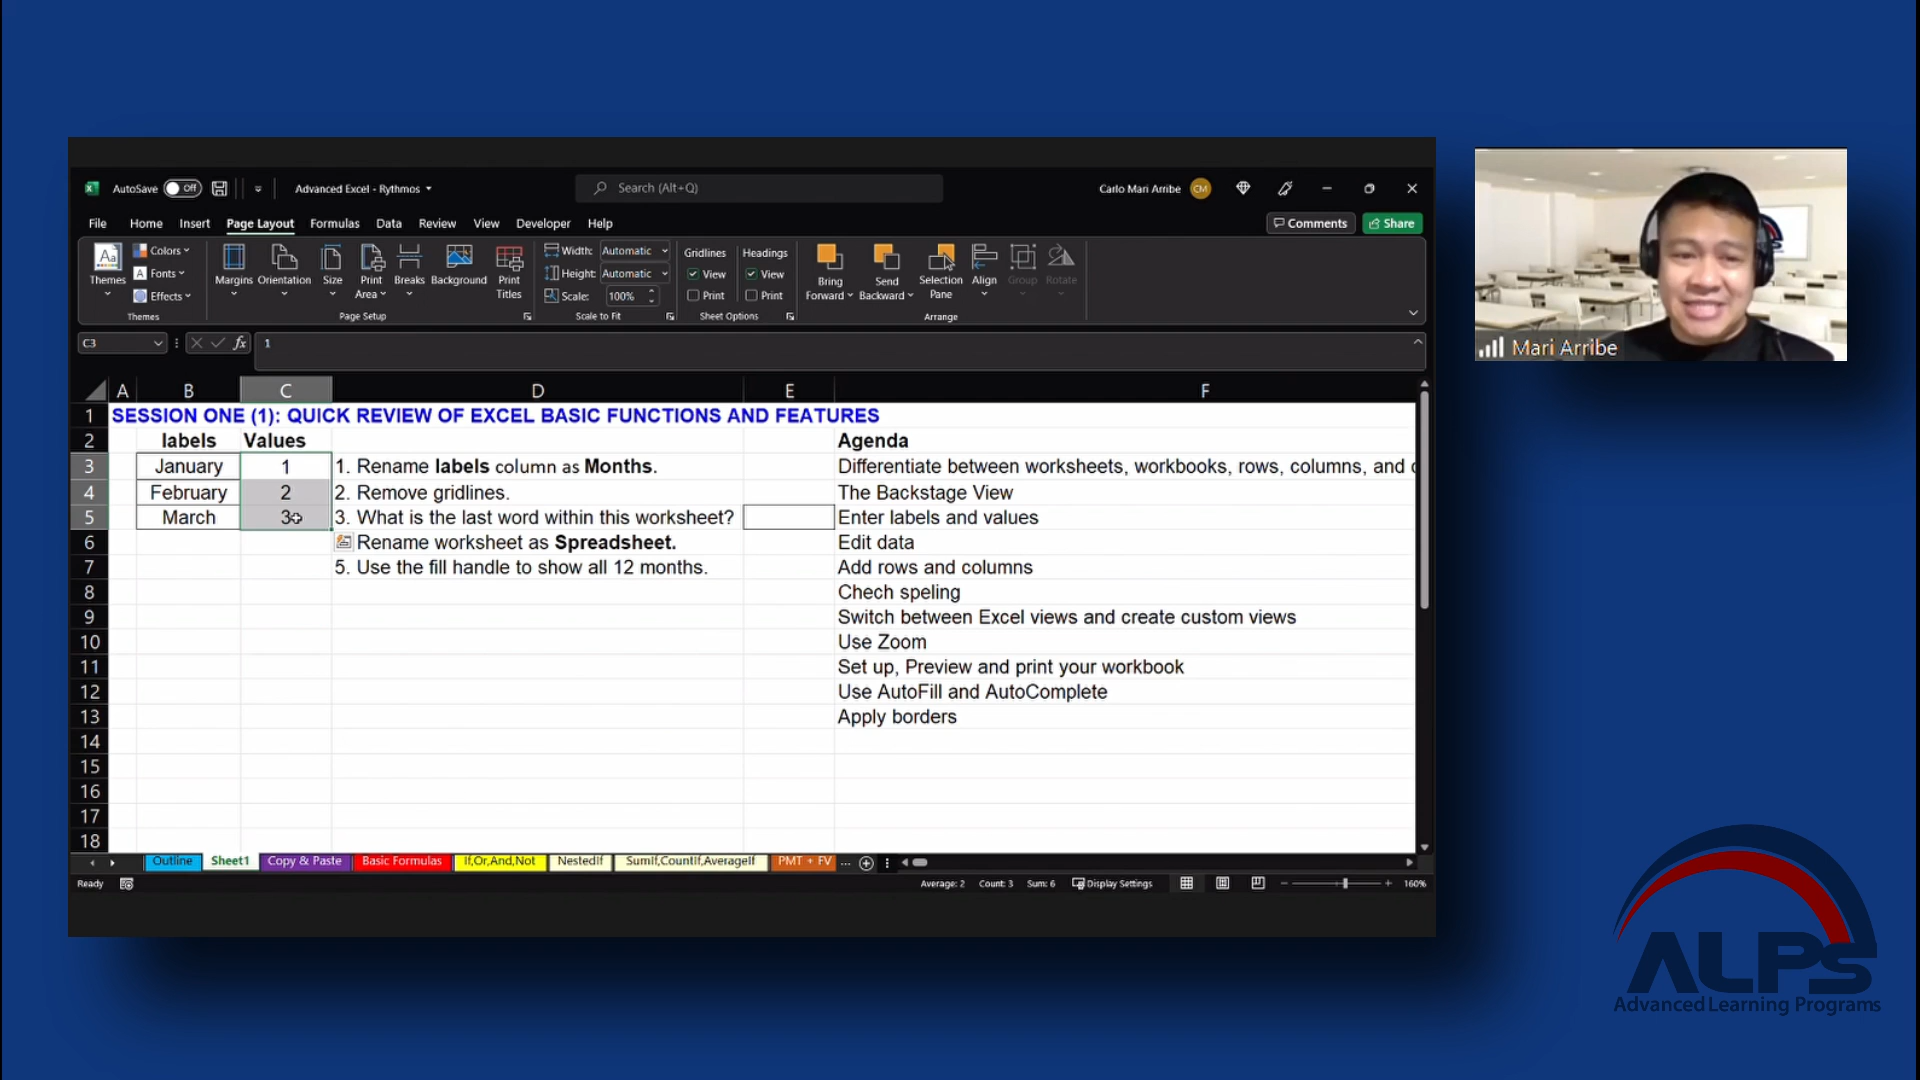 AutoSave Off Advanced Excel - Rythmos Search (Alt+Q) Carlo Mari Arribe CM
File Home Insert Page Layout Formulas Data Review View Developer Help Comments Share
Themes Colors Fonts Effects
Themes
Margins Orientation Size Print Area Breaks Background Print Titles
Page Setup
Width: Automatic
Height: Automatic
Scale: 100%
Scale to Fit
Gridlines Headings
View View
Print Print
Sheet Options
Bring Forward Send Backward Selection Pane Align Group Rotate
Arrange
C3 fx 1
A B C D E F
1 SESSION ONE (1): QUICK REVIEW OF EXCEL BASIC FUNCTIONS AND FEATURES
2 labels Values Agenda
3 January 1 1. Rename labels column as Months. Differentiate between worksheets, workbooks, rows, columns, and
4 February 2 2. Remove gridlines. The Backstage View
5 March 3 3. What is the last word within this worksheet? Enter labels and values
6 Rename worksheet as Spreadsheet. Edit data
7 5. Use the fill handle to show all 12 months. Add rows and columns
8 Chech speling
9 Switch between Excel views and create custom views
10 Use Zoom
11 Set up, Preview and print your workbook
12 Use AutoFill and AutoComplete
13 Apply borders
14
15
16
17
18
Outline Sheet1 Copy & Paste Basic Formulas If,Or,And,Not NestedIf SumIf,CountIf,AverageIf PMT + FV ...
Ready Average: 2 Count: 3 Sum: 6 Display Settings 160%
Mari Arribe
ALPs
Advanced Learning Programs